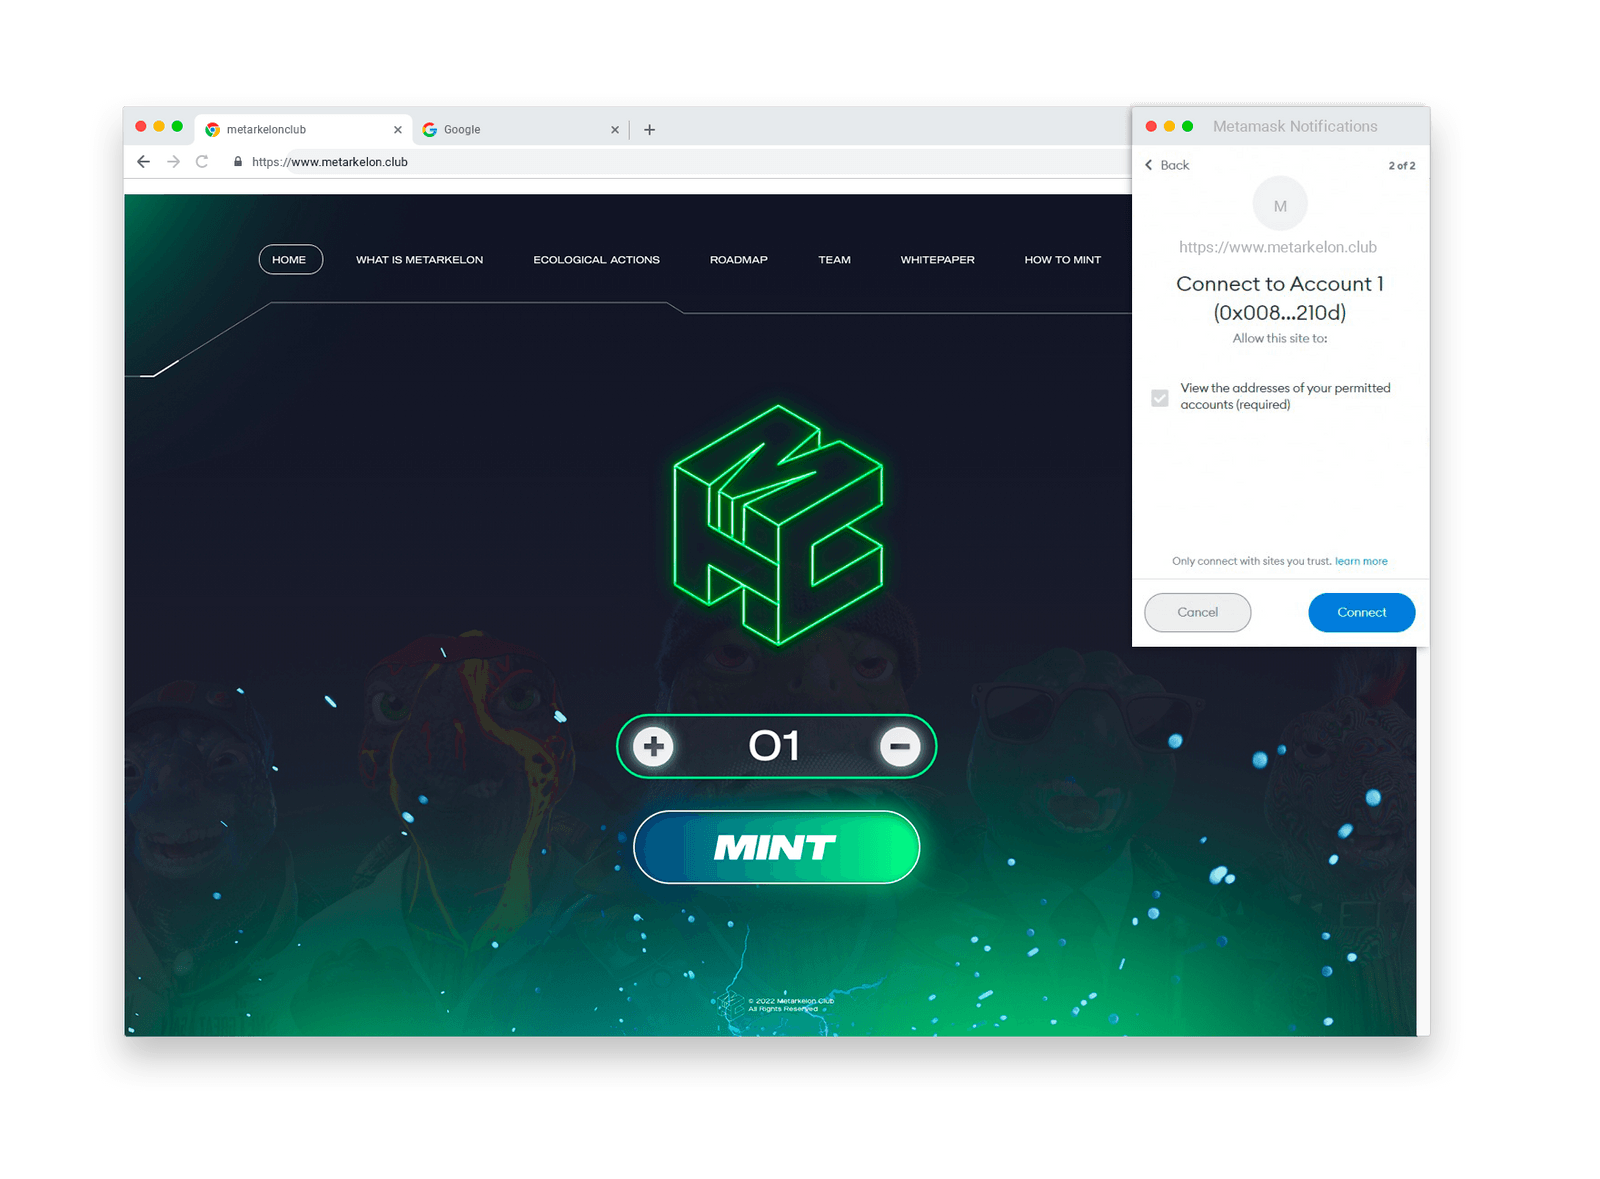 metarkelonclub
Google
https://www.metarkelon.club
HOME
WHAT IS METARKELON
ECOLOGICAL ACTIONS
ROADMAP
TEAM
WHITEPAPER
HOW TO MINT
01
MINT
© 2022 Metarkelon Club
All Rights Reserved
Metamask Notifications
Back
2 of 2
M
https://www.metarkelon.club
Connect to Account 1
(0x008...210d)
Allow this site to:
View the addresses of your permitted
accounts (required)
Only connect with sites you trust. learn more
Cancel
Connect